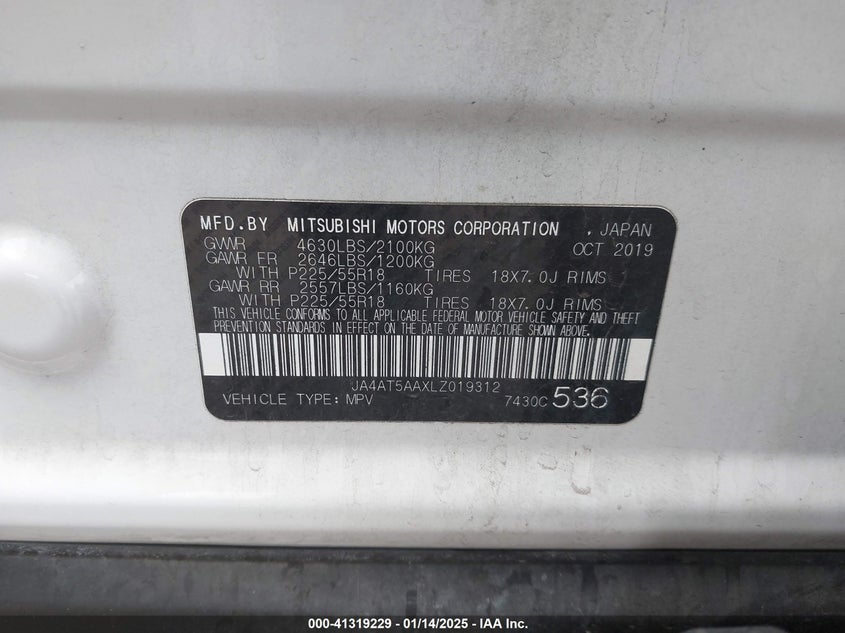 MFD.BY MITSUBISHI MOTORS CORPORATION , JAPAN
GVWR 4630LBS/2100KG OCT 2019
GAWR FR 2646LBS/1200KG
WITH P225/55R18 TIRES 18X7.0J RIMS
GAWR RR 2557LBS/1160KG
WITH P225/55R18 TIRES 18X7.0J RIMS
THIS VEHICLE CONFORMS TO ALL APPLICABLE FEDERAL MOTOR VEHICLE SAFETY AND THEFT
PREVENTION STANDARDS IN EFFECT ON THE DATE OF MANUFACTURE SHOWN ABOVE.
JA4AT5AAXLZ019312
VEHICLE TYPE: MPV 7430C 536
000-41319229 — 01/14/2025 — IAA Inc.